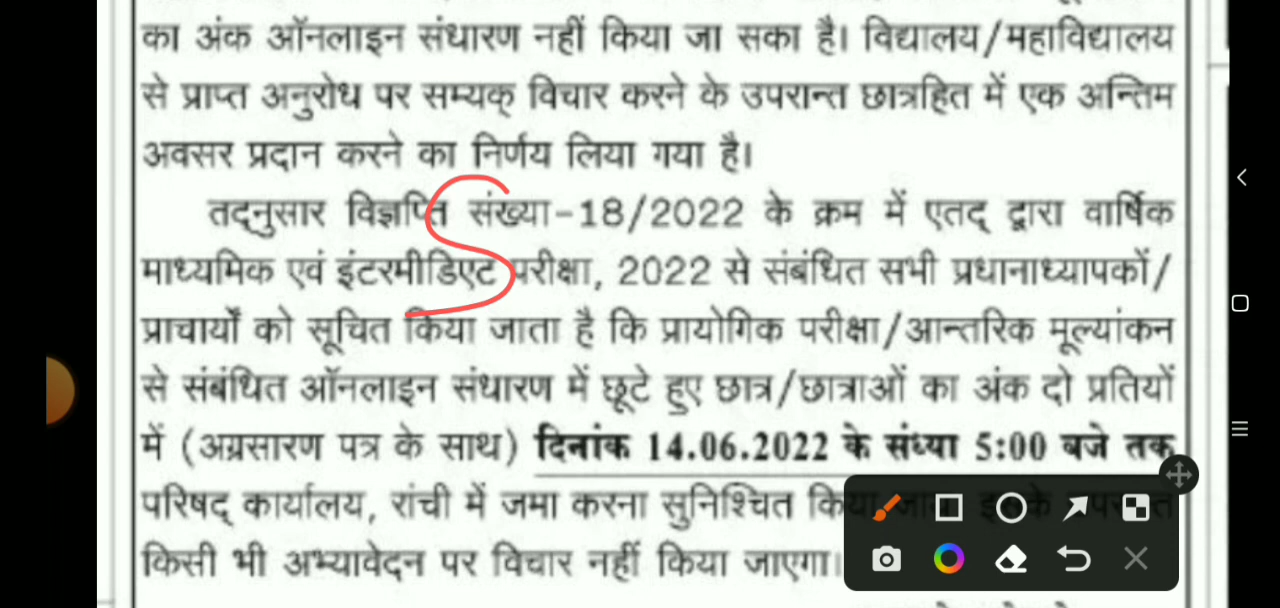 का अंक ऑनलाइन संधारण नहीं किया जा सका है। विद्यालय/महाविद्यालय
से प्राप्त अनुरोध पर सम्यक् विचार करने के उपरान्त छात्रहित में एक अन्तिम
अवसर प्रदान करने का निर्णय लिया गया है।
तद्नुसार विज्ञप्ति संख्या-18/2022 के क्रम में एतद् द्वारा वार्षिक
माध्यमिक एवं इंटरमीडिएट परीक्षा, 2022 से संबंधित सभी प्रधानाध्यापकों/
प्राचार्यों को सूचित किया जाता है कि प्रायोगिक परीक्षा/आन्तरिक मूल्यांकन
से संबंधित ऑनलाइन संधारण में छूटे हुए छात्र/छात्राओं का अंक दो प्रतियों
में (अग्रसारण पत्र के साथ) दिनांक 14.06.2022 के संध्या 5:00 बजे तक
परिषद् कार्यालय, रांची में जमा करना सुनिश्चित
किसी भी अभ्यावेदन पर विचार नहीं किया जाएगा।